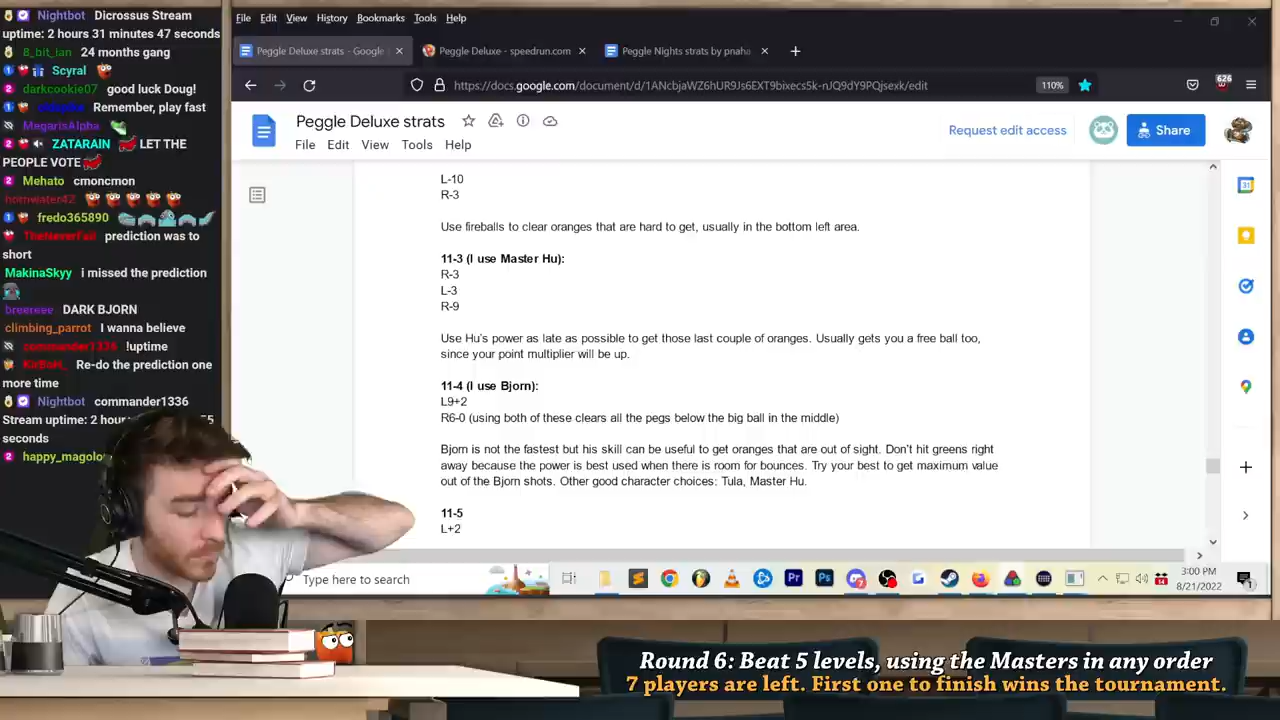 Nightbot Dicrossus Stream
uptime: 2 hours 31 minutes 47 seconds
8_bit_ian 24 months gang
Scyral
darkcookie07 good luck Doug!
Remember, play fast
MegarisAlpha
ZATARAIN LET THE
PEOPLE VOTE
Mehato cmoncmon
hornwater42
fredo365890
TheNeverFail prediction was to
short
MakinaSkyy i missed the prediction
breereee DARK BJORN
climbing_parrot I wanna believe
commander1336 !uptime
Re-do the prediction one
more time
Nightbot commander1336
Stream uptime: 2 hour
File Edit View History Bookmarks Tools Help
Peggle Deluxe strats - Google
Peggle Deluxe - speedrun.com
Peggle Nights strats by pnaha
https://docs.google.com/document/d/1ANcbjaWZ6hUR9Js6EXT9bixecs5k-rJQ9dY9PQjsexk/edit
110%
626
Peggle Deluxe strats
File Edit View Tools Help
Request edit access
Share
L-10
R-3
Use fireballs to clear oranges that are hard to get, usually in the bottom left area.
11-3 (I use Master Hu):
R-3
L-3
R-9
Use Hu's power as late as possible to get those last couple of oranges. Usually gets you a free ball too,
since your point multiplier will be up.
11-4 (I use Bjorn):
L9+2
R6-0 (using both of these clears all the pegs below the big ball in the middle)
Bjorn is not the fastest but his skill can be useful to get oranges that are out of sight. Don't hit greens right
away because the power is best used when there is room for bounces. Try your best to get maximum value
out of the Bjorn shots. Other good character choices: Tula, Master Hu.
11-5
L+2
Type here to search
3:00 PM
8/21/2022
Round 6: Beat 5 levels, using the Masters in any order
7 players are left. First one to finish wins the tournament.